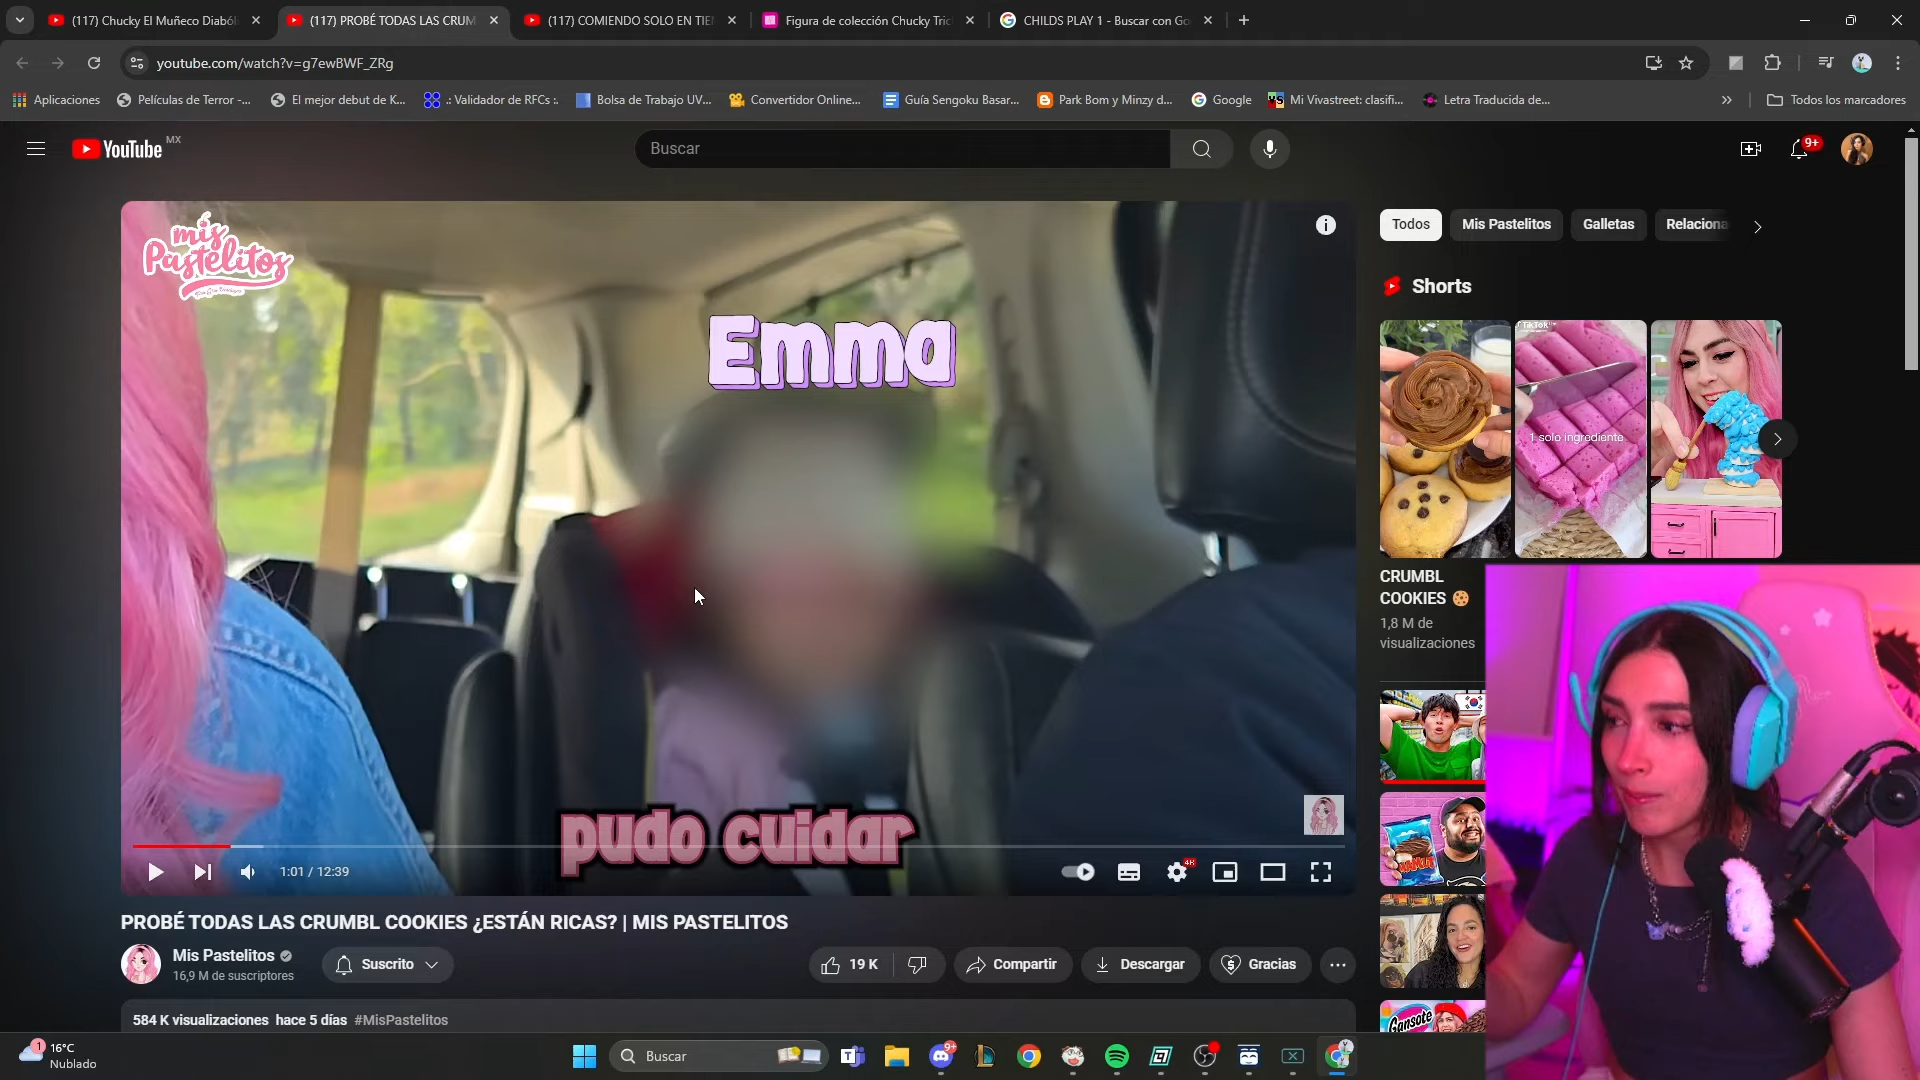 (117) Chucky El Muñeco Diaból
(117) PROBÉ TODAS LAS CRUM
(117) COMIENDO SOLO EN TIE
Figura de colección Chucky Tric
CHILDS PLAY 1 - Buscar con Go
youtube.com/watch?v=g7ewBWF_ZRg
Aplicaciones
Películas de Terror -...
El mejor debut de K...
.: Validador de RFCs :.
Bolsa de Trabajo UV...
Convertidor Online...
Guía Sengoku Basar...
Park Bom y Minzy d...
Google
Mi Vivastreet: clasifi...
Letra Traducida de...
Todos los marcadores
YouTube MX
Buscar
9+
mis
Pastelitos
Emma
pudo cuidar
1:01 / 12:39
4K
PROBÉ TODAS LAS CRUMBL COOKIES ¿ESTÁN RICAS? | MIS PASTELITOS
Mis Pastelitos
16,9 M de suscriptores
Suscrito
19 K
Compartir
Descargar
Gracias
584 K visualizaciones hace 5 días #MisPastelitos
Todos
Mis Pastelitos
Galletas
Relaciona
Shorts
TikTok
1 solo ingrediente
CRUMBL
COOKIES
1,8 M de
visualizaciones
Gansote
1
16°C
Nublado
Buscar
9+